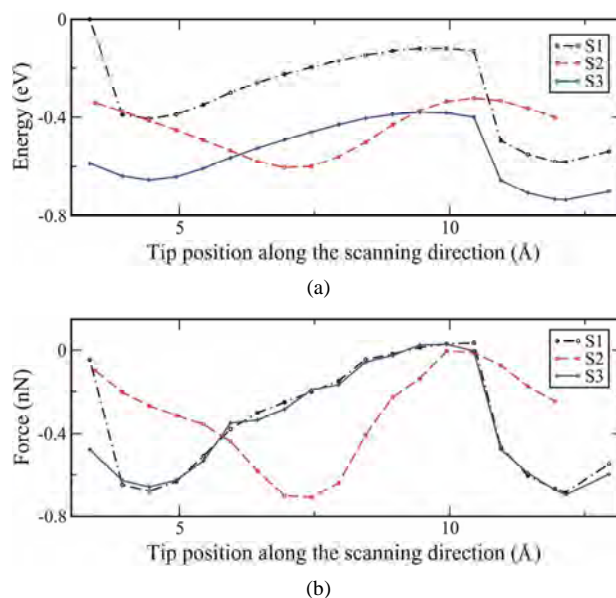 0
-0.4
-0.8
Energy (eV)
S1
S2
S3
5
10
Tip position along the scanning direction (Å)
(a)
0
-0.4
-0.8
Force (nN)
S1
S2
S3
5
10
Tip position along the scanning direction (Å)
(b)